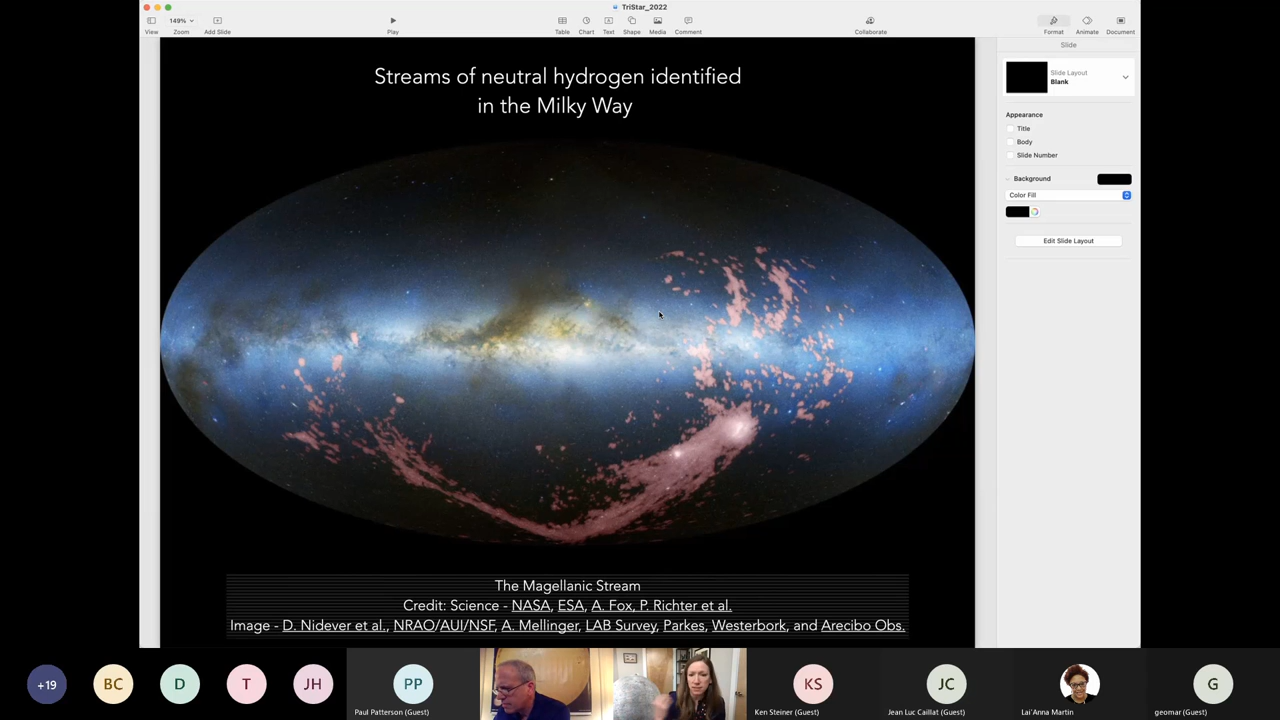 TriStar_2022
149%
View
Zoom
Add Slide
Play
Table
Chart
Text
Shape
Media
Comment
Collaborate
Format
Animate
Document
Slide
Slide Layout
Blank
Appearance
Title
Body
Slide Number
Background
Color Fill
Edit Slide Layout
Streams of neutral hydrogen identified
in the Milky Way
The Magellanic Stream
Credit: Science - NASA, ESA, A. Fox, P. Richter et al.
Image - D. Nidever et al., NRAO/AUI/NSF, A. Mellinger, LAB Survey, Parkes, Westerbork, and Arecibo Obs.
+19
BC
D
T
JH
PP
Paul Patterson (Guest)
KS
Ken Steiner (Guest)
JC
Jean Luc Caillat (Guest)
Lai'Anna Martin
G
geomar (Guest)